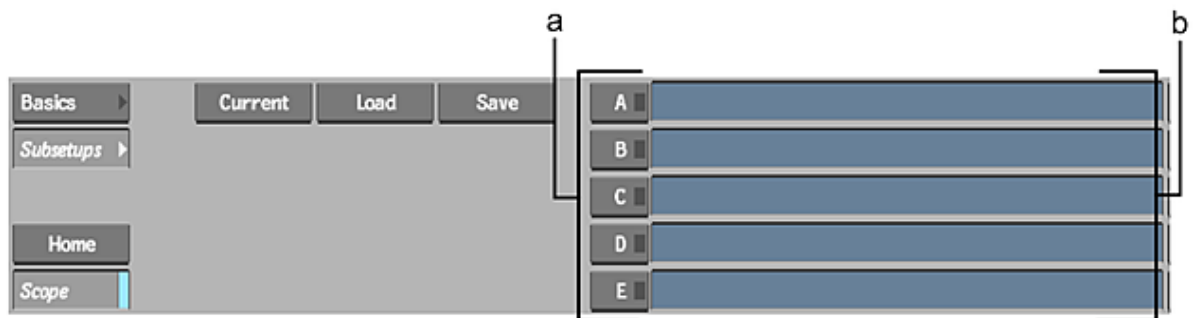 a b
Basics Current Load Save A
Subsetups B
C
Home D
Scope E